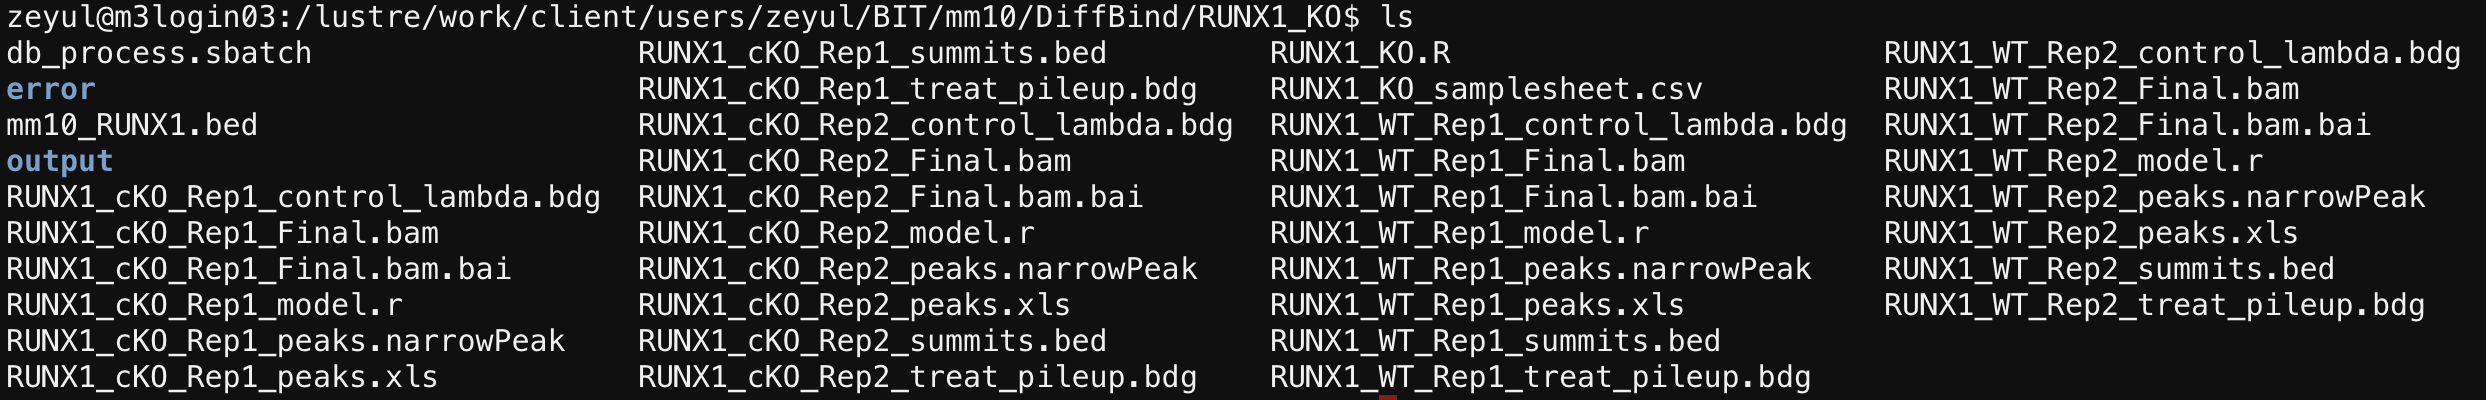 zeyul@m3login03:/lustre/work/client/users/zeyul/BIT/mm10/DiffBind/RUNX1_KO$ ls
db_process.sbatch RUNX1_cKO_Rep1_summits.bed RUNX1_KO.R RUNX1_WT_Rep2_control_lambda.bdg
error RUNX1_cKO_Rep1_treat_pileup.bdg RUNX1_KO_samplesheet.csv RUNX1_WT_Rep2_Final.bam
mm10_RUNX1.bed RUNX1_cKO_Rep2_control_lambda.bdg RUNX1_WT_Rep1_control_lambda.bdg RUNX1_WT_Rep2_Final.bam.bai
output RUNX1_cKO_Rep2_Final.bam RUNX1_WT_Rep1_Final.bam RUNX1_WT_Rep2_model.r
RUNX1_cKO_Rep1_control_lambda.bdg RUNX1_cKO_Rep2_Final.bam.bai RUNX1_WT_Rep1_Final.bam.bai RUNX1_WT_Rep2_peaks.narrowPeak
RUNX1_cKO_Rep1_Final.bam RUNX1_cKO_Rep2_model.r RUNX1_WT_Rep1_model.r RUNX1_WT_Rep2_peaks.xls
RUNX1_cKO_Rep1_Final.bam.bai RUNX1_cKO_Rep2_peaks.narrowPeak RUNX1_WT_Rep1_peaks.narrowPeak RUNX1_WT_Rep2_summits.bed
RUNX1_cKO_Rep1_model.r RUNX1_cKO_Rep2_peaks.xls RUNX1_WT_Rep1_peaks.xls RUNX1_WT_Rep2_treat_pileup.bdg
RUNX1_cKO_Rep1_peaks.narrowPeak RUNX1_cKO_Rep2_summits.bed RUNX1_WT_Rep1_summits.bed
RUNX1_cKO_Rep1_peaks.xls RUNX1_cKO_Rep2_treat_pileup.bdg RUNX1_WT_Rep1_treat_pileup.bdg